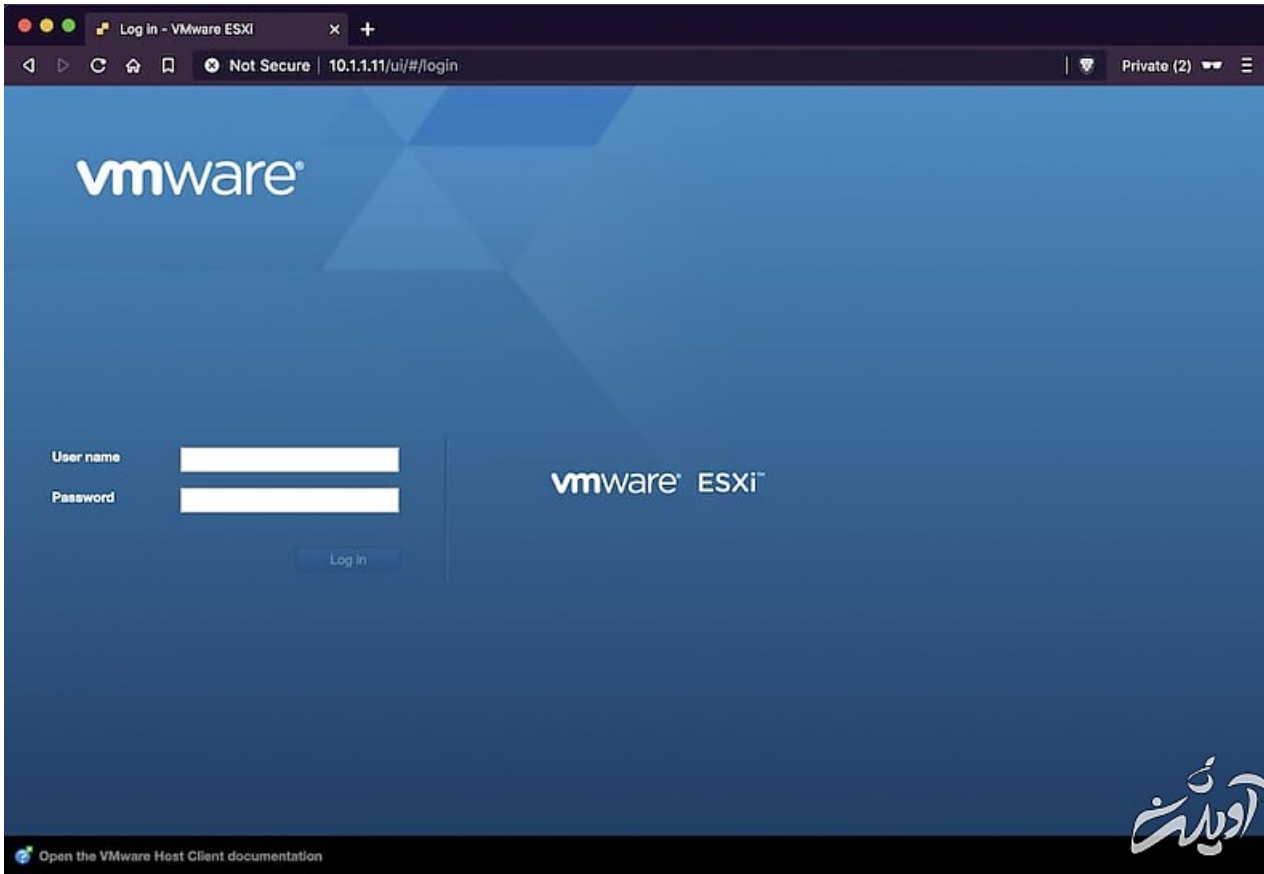 Log in - VMware ESXi
Not Secure | 10.1.1.11/ui/#/login
Private (2)
vmware®
User name
Password
Log in
vmware® ESXi™
Open the VMware Host Client documentation